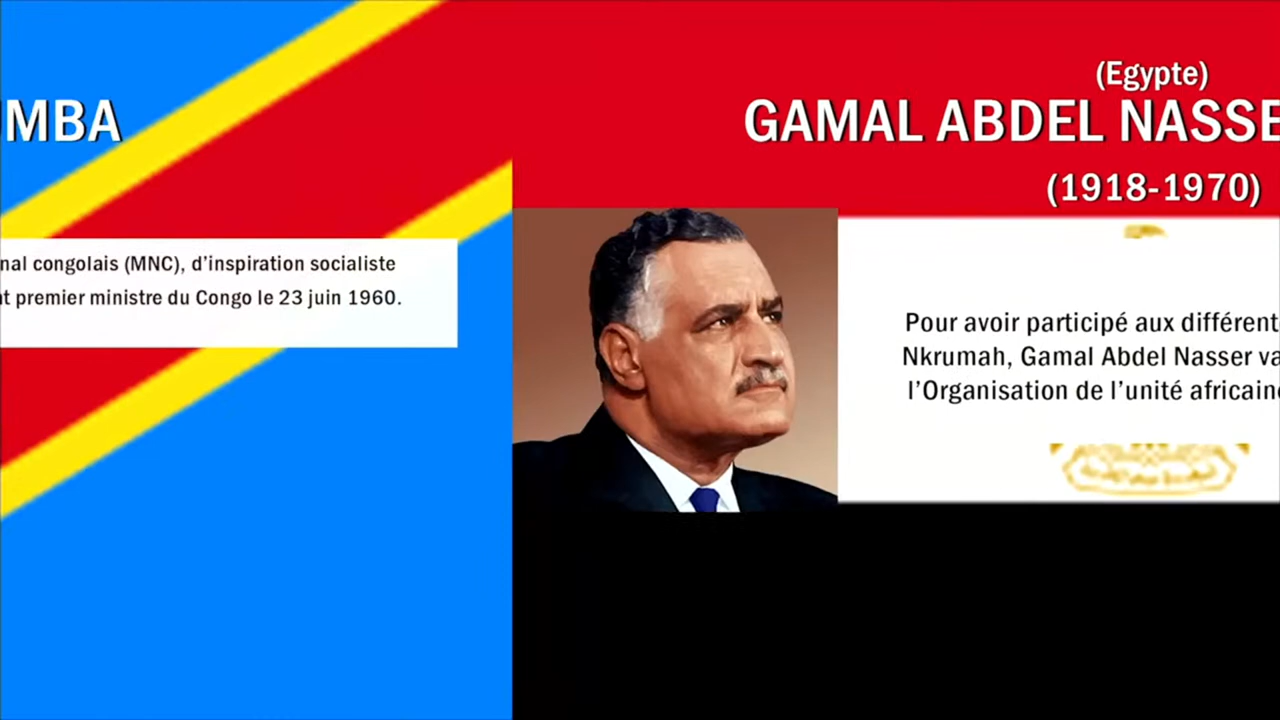 MBA
nal congolais (MNC), d’inspiration socialiste
t premier ministre du Congo le 23 juin 1960.
(Egypte)
GAMAL ABDEL NASSE
(1918-1970)
Pour avoir participé aux différent
Nkrumah, Gamal Abdel Nasser va
l’Organisation de l’unité africaine